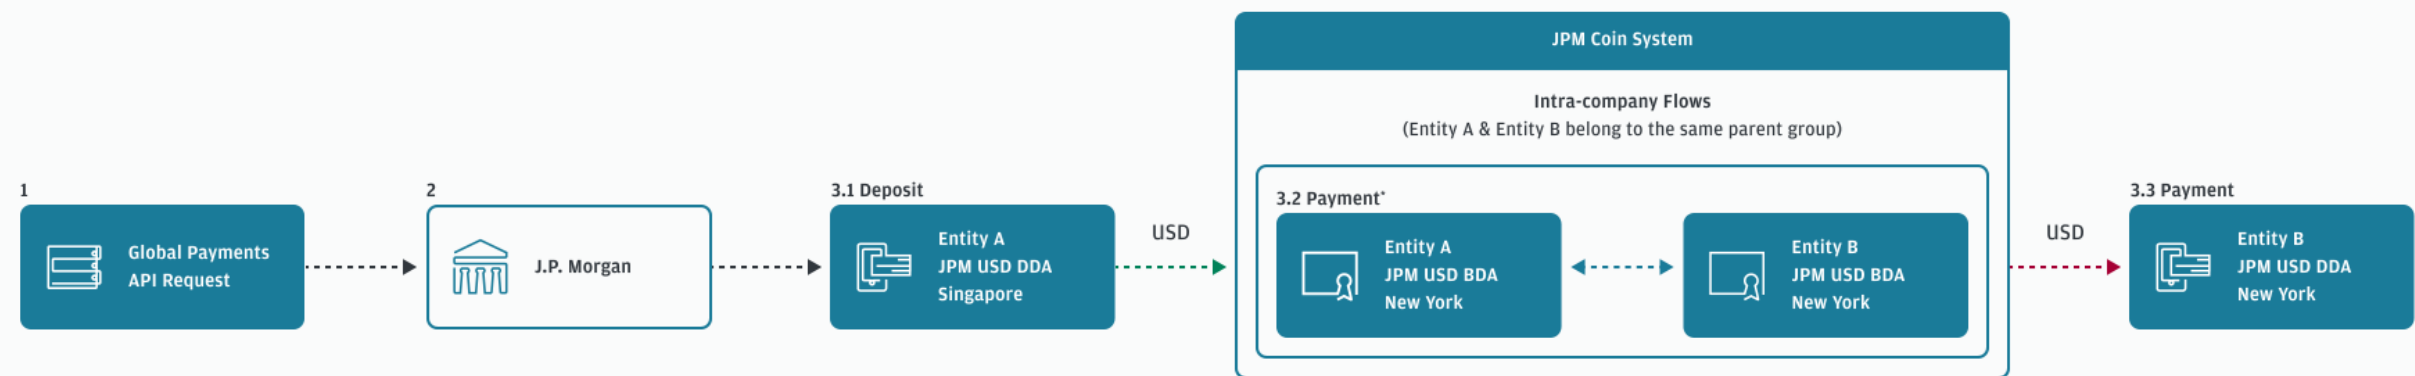 JPM Coin System
Intra-company Flows
(Entity A & Entity B belong to the same parent group)
1
Global Payments
API Request
2
J.P. Morgan
3.1 Deposit
Entity A
JPM USD DDA
Singapore
USD
3.2 Payment*
Entity A
JPM USD BDA
New York
Entity B
JPM USD BDA
New York
USD
3.3 Payment
Entity B
JPM USD DDA
New York